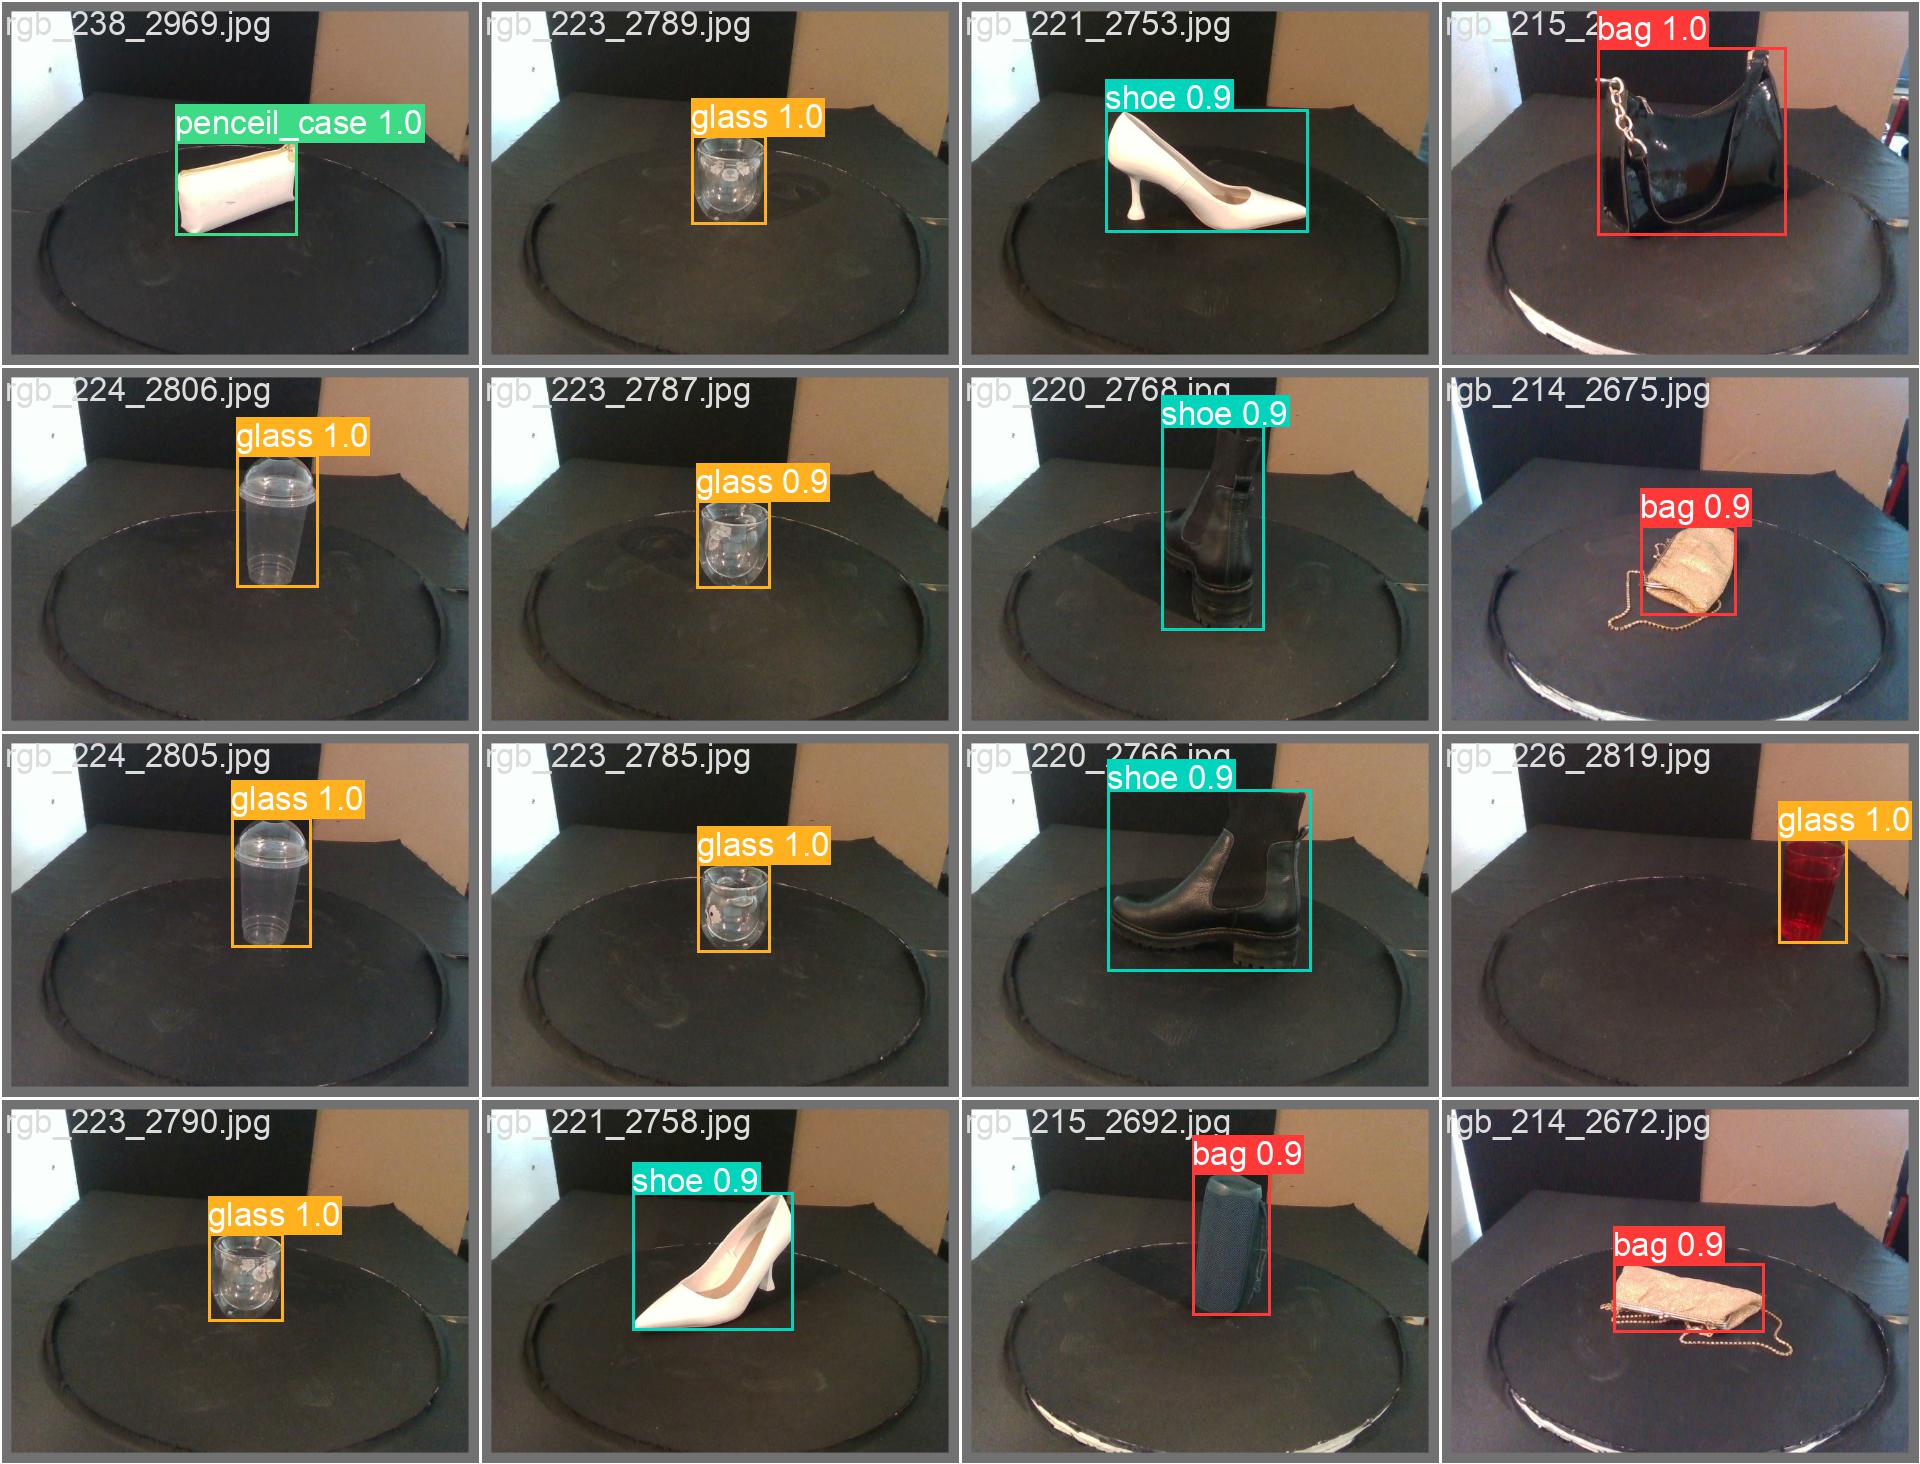 rgb_238_2969.jpg
penceil_case 1.0
rgb_223_2789.jpg
glass 1.0
rgb_221_2753.jpg
shoe 0.9
rgb_215_2
bag 1.0
rgb_224_2806.jpg
glass 1.0
rgb_223_2787.jpg
glass 0.9
rgb_220_2768.jpg
shoe 0.9
rgb_214_2675.jpg
bag 0.9
rgb_224_2805.jpg
glass 1.0
rgb_223_2785.jpg
glass 1.0
rgb_220_2766.jpg
shoe 0.9
rgb_226_2819.jpg
glass 1.0
rgb_223_2790.jpg
glass 1.0
rgb_221_2758.jpg
shoe 0.9
rgb_215_2692.jpg
bag 0.9
rgb_214_2672.jpg
bag 0.9